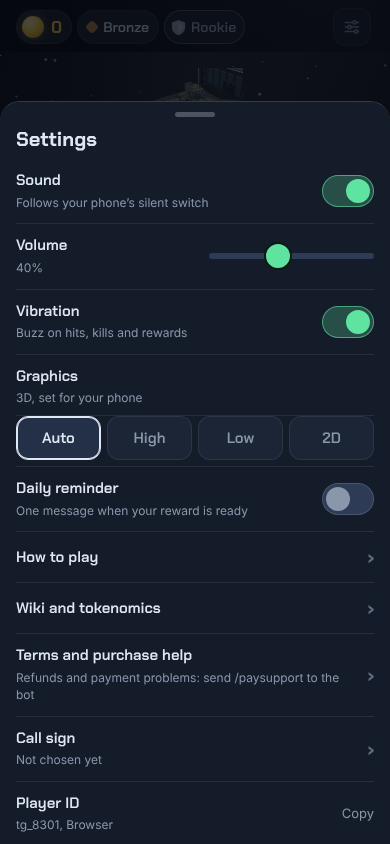 0 Bronze Rookie
Settings
Sound
Follows your phone's silent switch
Volume
40%
Vibration
Buzz on hits, kills and rewards
Graphics
3D, set for your phone
Auto High Low 2D
Daily reminder
One message when your reward is ready
How to play
Wiki and tokenomics
Terms and purchase help
Refunds and payment problems: send /paysupport to the
bot
Call sign
Not chosen yet
Player ID
tg_8301, Browser
Copy